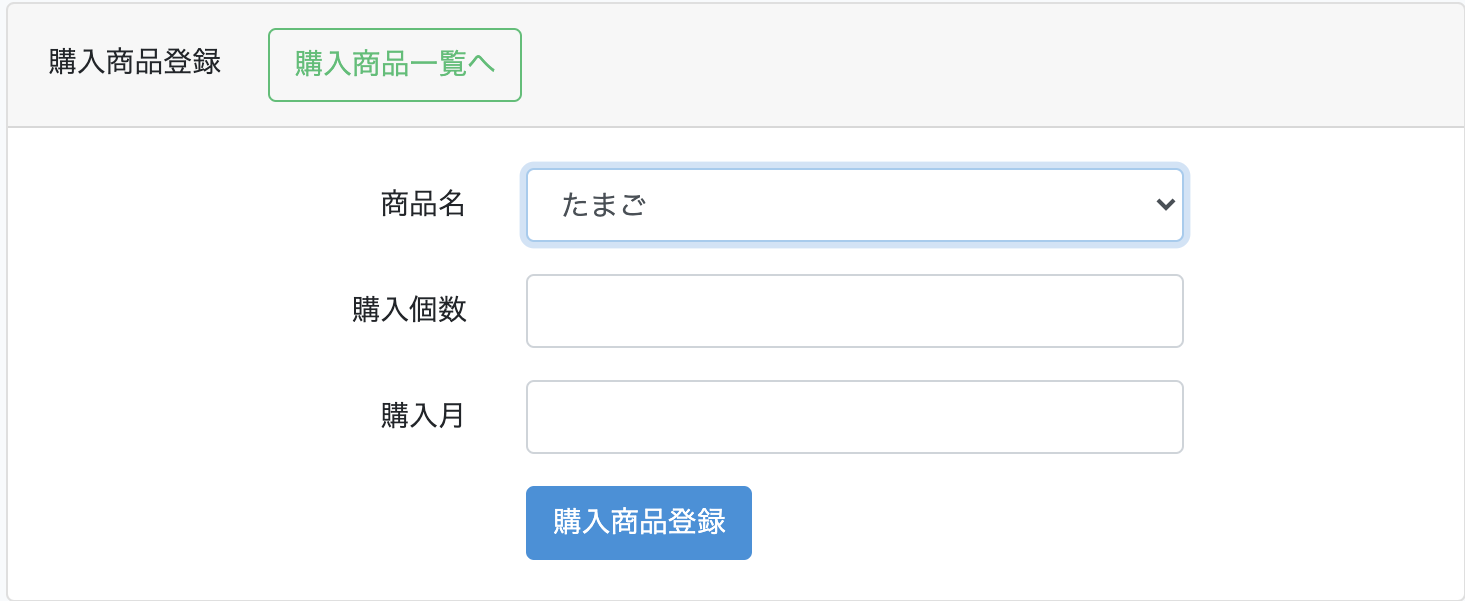 購入商品登録 購入商品一覧へ
商品名 たまご
購入個数
購入月
購入商品登録